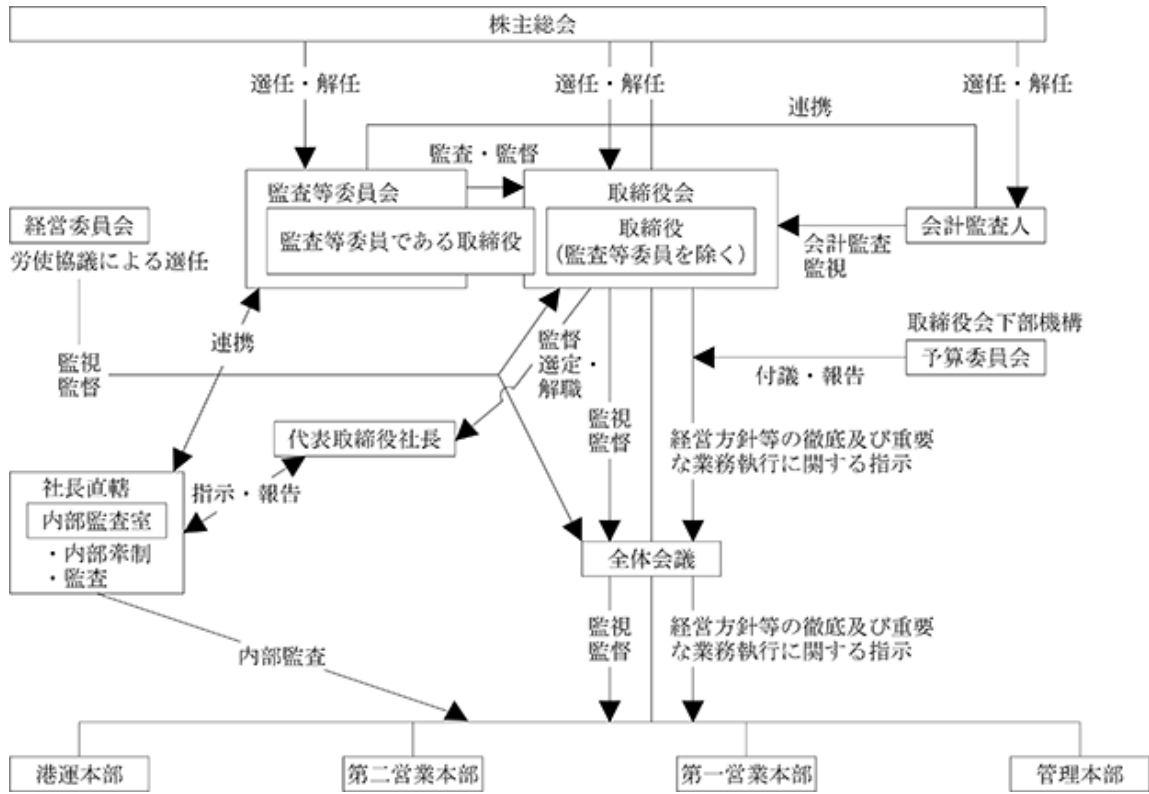 株主総会
選任・解任
選任・解任
選任・解任
連携
監査・監督
監査等委員会
監査等委員である取締役
取締役会
取締役
(監査等委員を除く)
会計監査人
会計監査
監視
経営委員会
労使協議による選任
監視
監督
連携
監督
選定・
解職
取締役会下部機構
予算委員会
付議・報告
代表取締役社長
監視
監督
経営方針等の徹底及び重要
な業務執行に関する指示
社長直轄
内部監査室
・内部牽制
・監査
指示・報告
全体会議
内部監査
監視
監督
経営方針等の徹底及び重要
な業務執行に関する指示
港運本部
第二営業本部
第一営業本部
管理本部